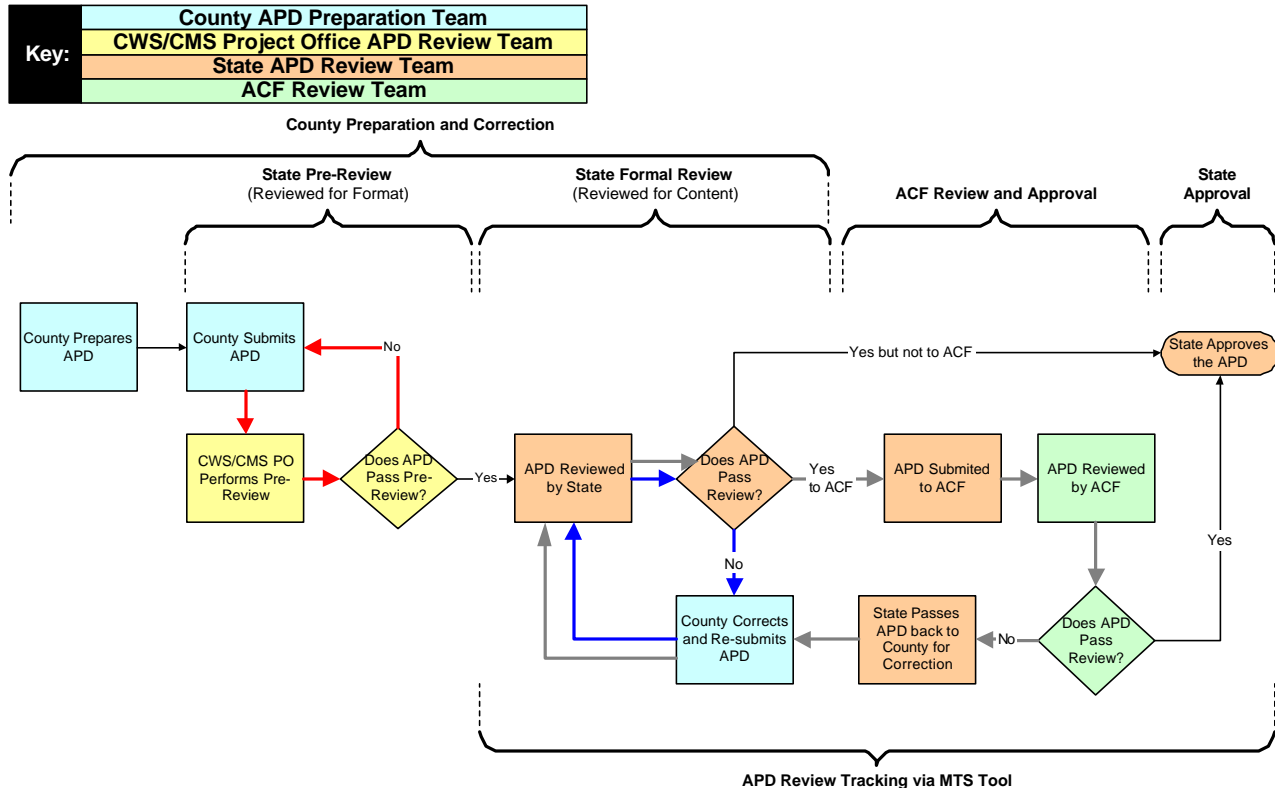 Key:
County APD Preparation Team
CWS/CMS Project Office APD Review Team
State APD Review Team
ACF Review Team
County Preparation and Correction
State Pre-Review
(Reviewed for Format)
State Formal Review
(Reviewed for Content)
ACF Review and Approval
State
Approval
County Prepares
APD
County Submits
APD
No
Yes but not to ACF
State Approves
the APD
CWS/CMS PO
Performs Pre-
Review
Does APD
Pass Pre-
Review?
Yes
APD Reviewed
by State
Does APD
Pass
Review?
Yes
to ACF
APD Submited
to ACF
APD Reviewed
by ACF
Yes
No
County Corrects
and Re-submits
APD
State Passes
APD back to
County for
Correction
No
Does APD
Pass
Review?
APD Review Tracking via MTS Tool